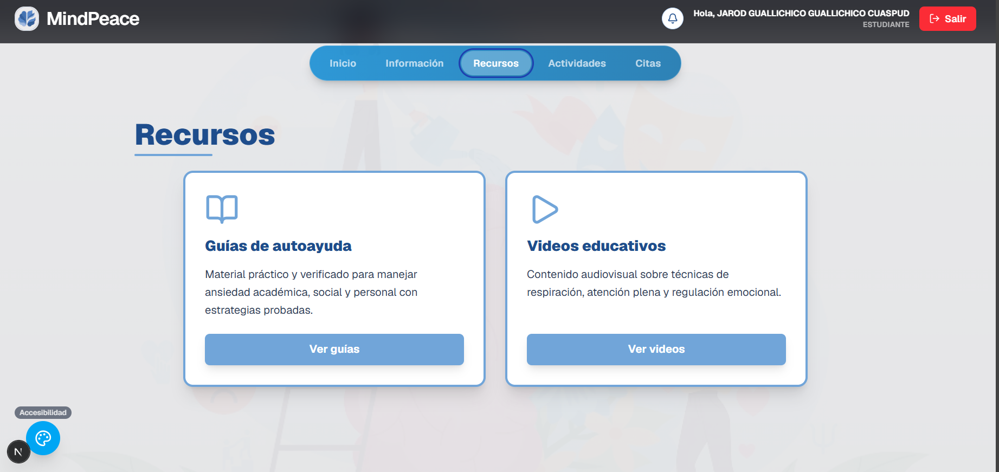 MindPeace
Hola, JAROD GUALLICHICO GUALLICHICO CUASPUD
ESTUDIANTE
Salir
Inicio
Información
Recursos
Actividades
Citas
Recursos
Guías de autoayuda
Material práctico y verificado para manejar
ansiedad académica, social y personal con
estrategias probadas.
Ver guías
Videos educativos
Contenido audiovisual sobre técnicas de
respiración, atención plena y regulación emocional.
Ver videos
Accesibilidad
N